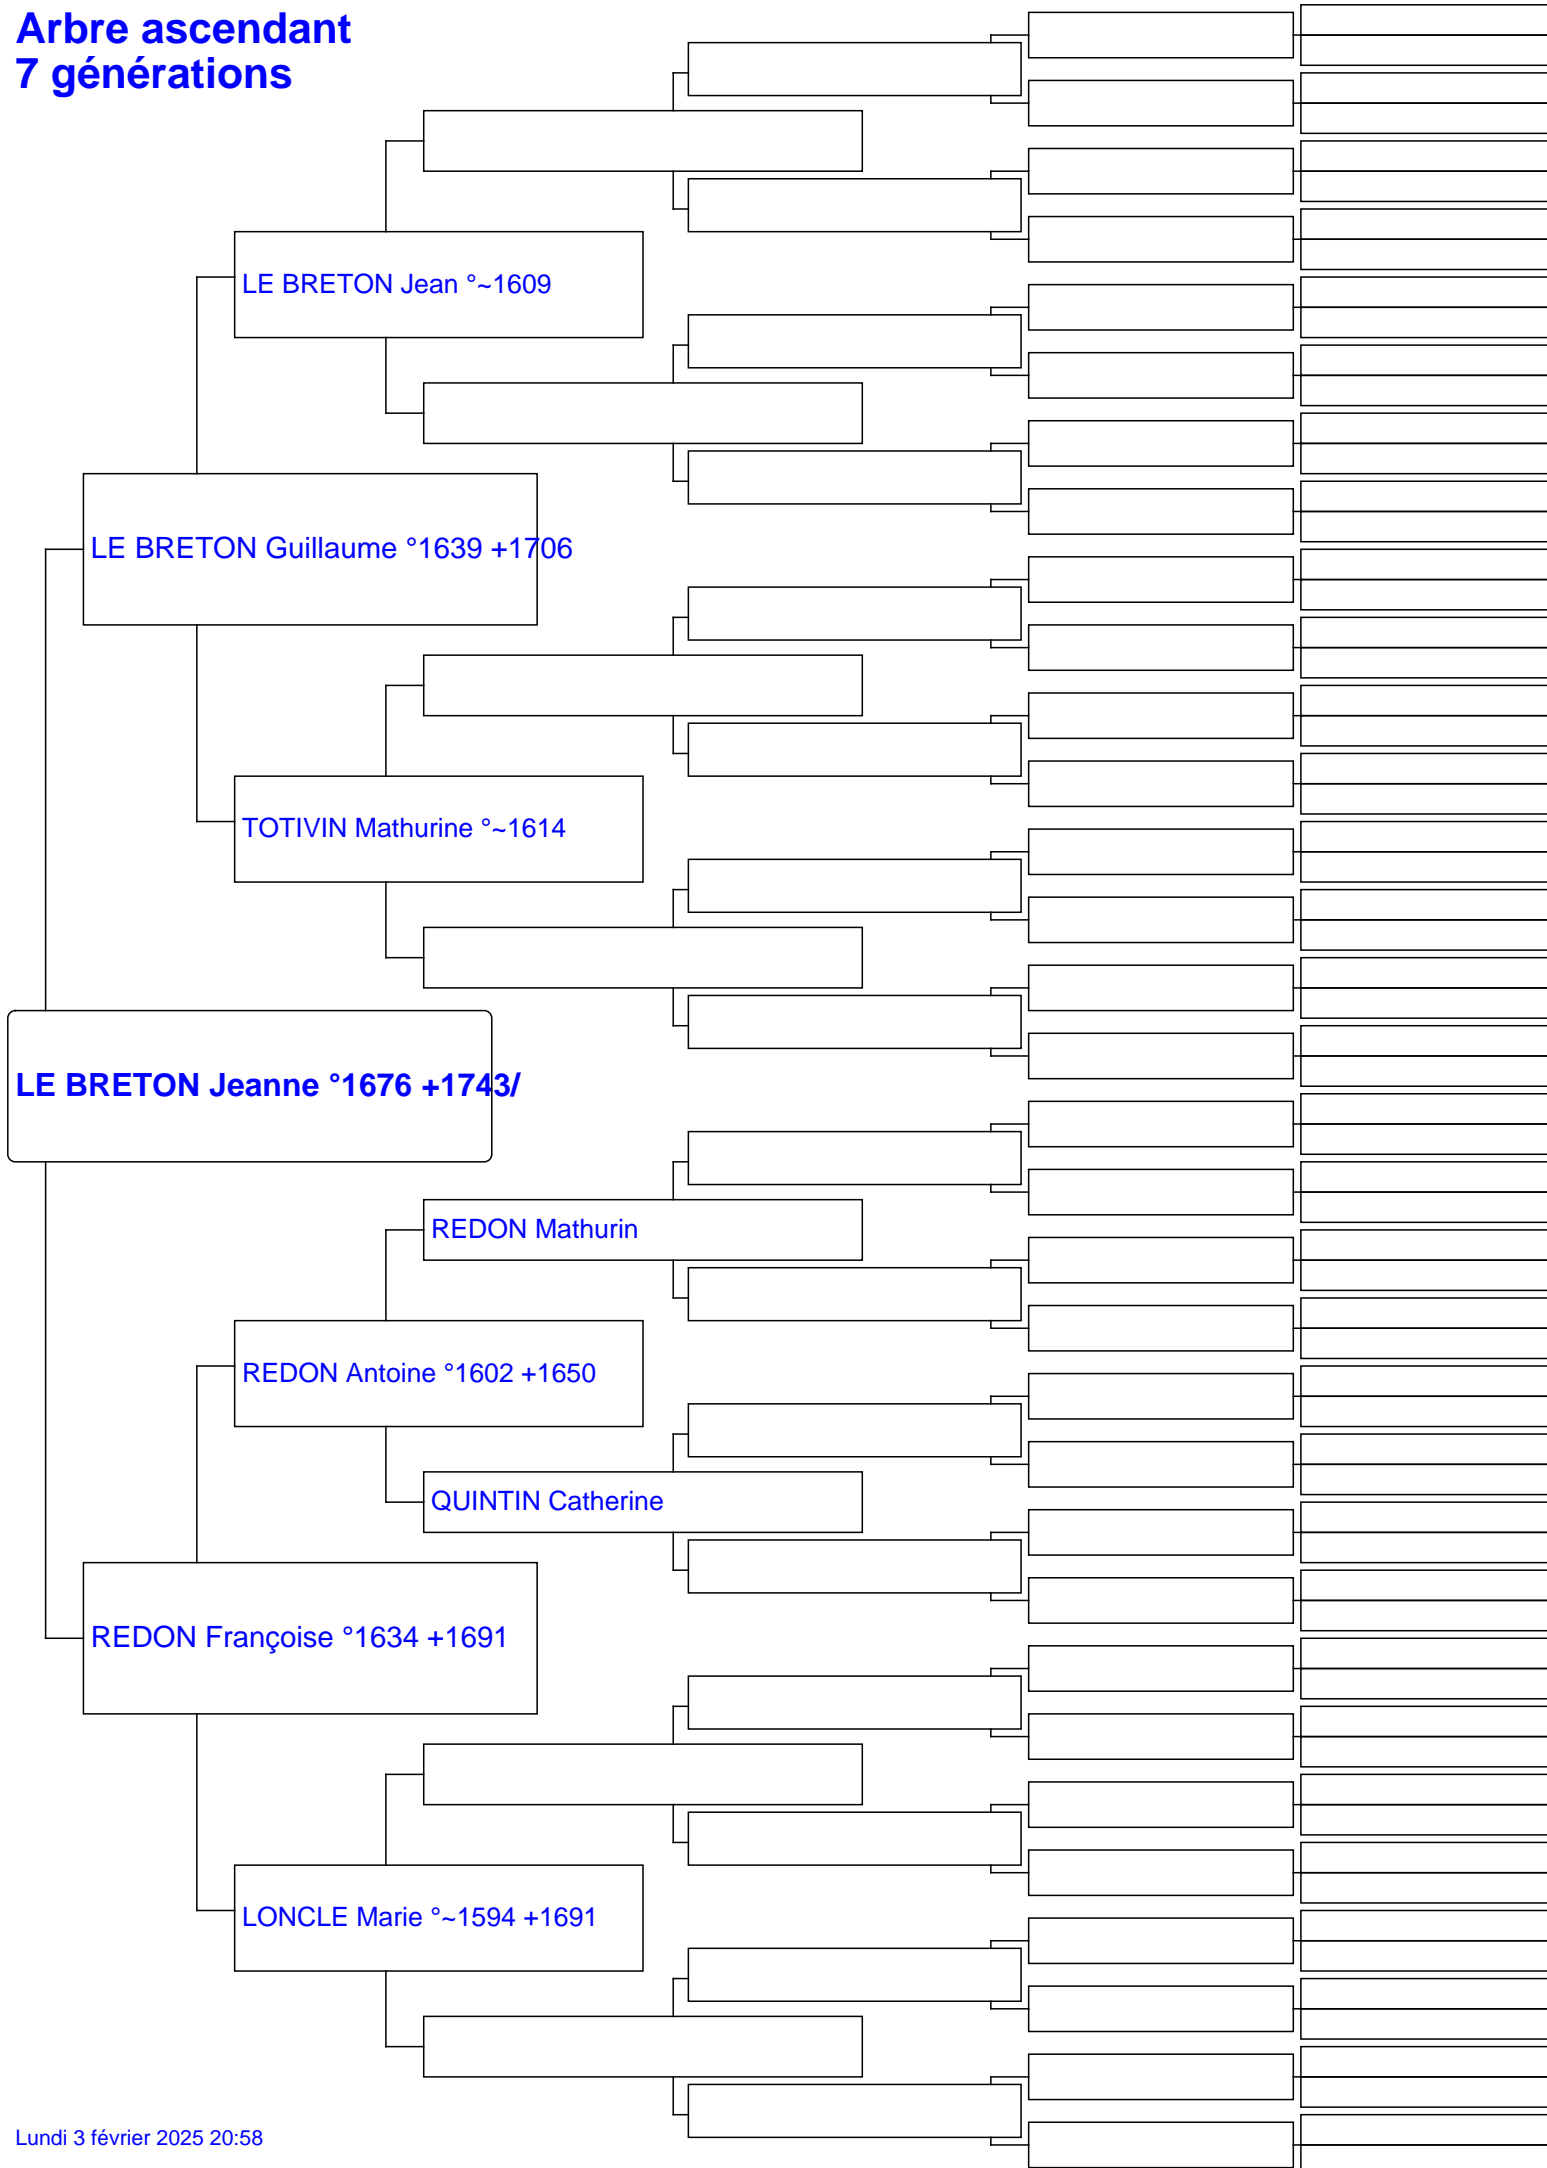 Arbre ascendant
7 générations
LE BRETON Jean °~1609
LE BRETON Guillaume °1639 +1706
TOTIVIN Mathurine °~1614
LE BRETON Jeanne °1676 +1743/
REDON Mathurin
REDON Antoine °1602 +1650
QUINTIN Catherine
REDON Françoise °1634 +1691
LONCLE Marie °~1594 +1691
Lundi 3 février 2025 20:58